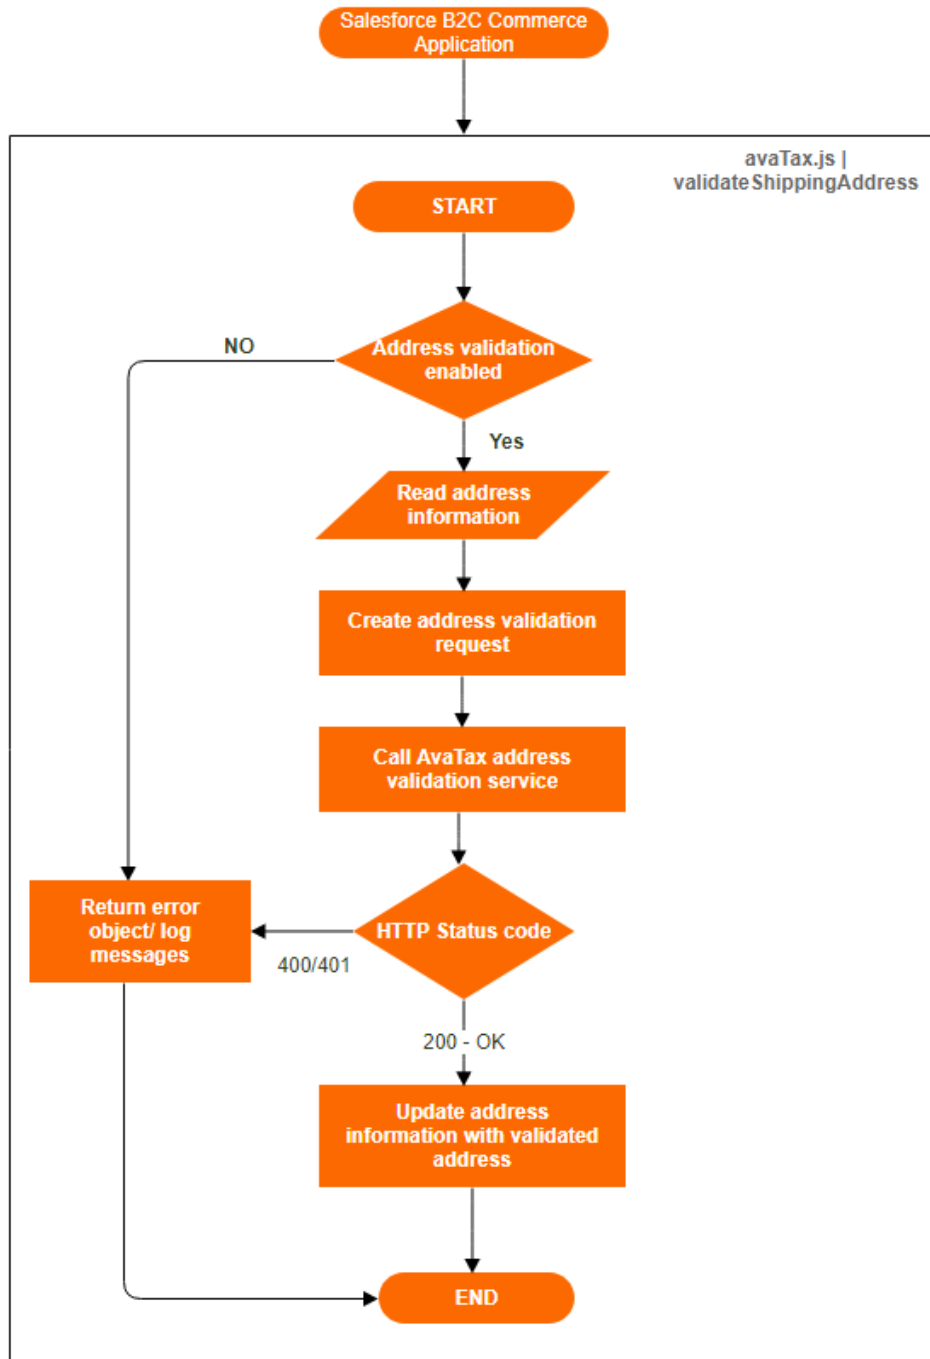 Salesforce B2C Commerce
Application
avaTax.js |
validateShippingAddress
START
NO
Address validation
enabled
Yes
Read address
information
Create address validation
request
Call AvaTax address
validation service
Return error
object/ log
messages
HTTP Status code
400/401
200 - OK
Update address
information with validated
address
END